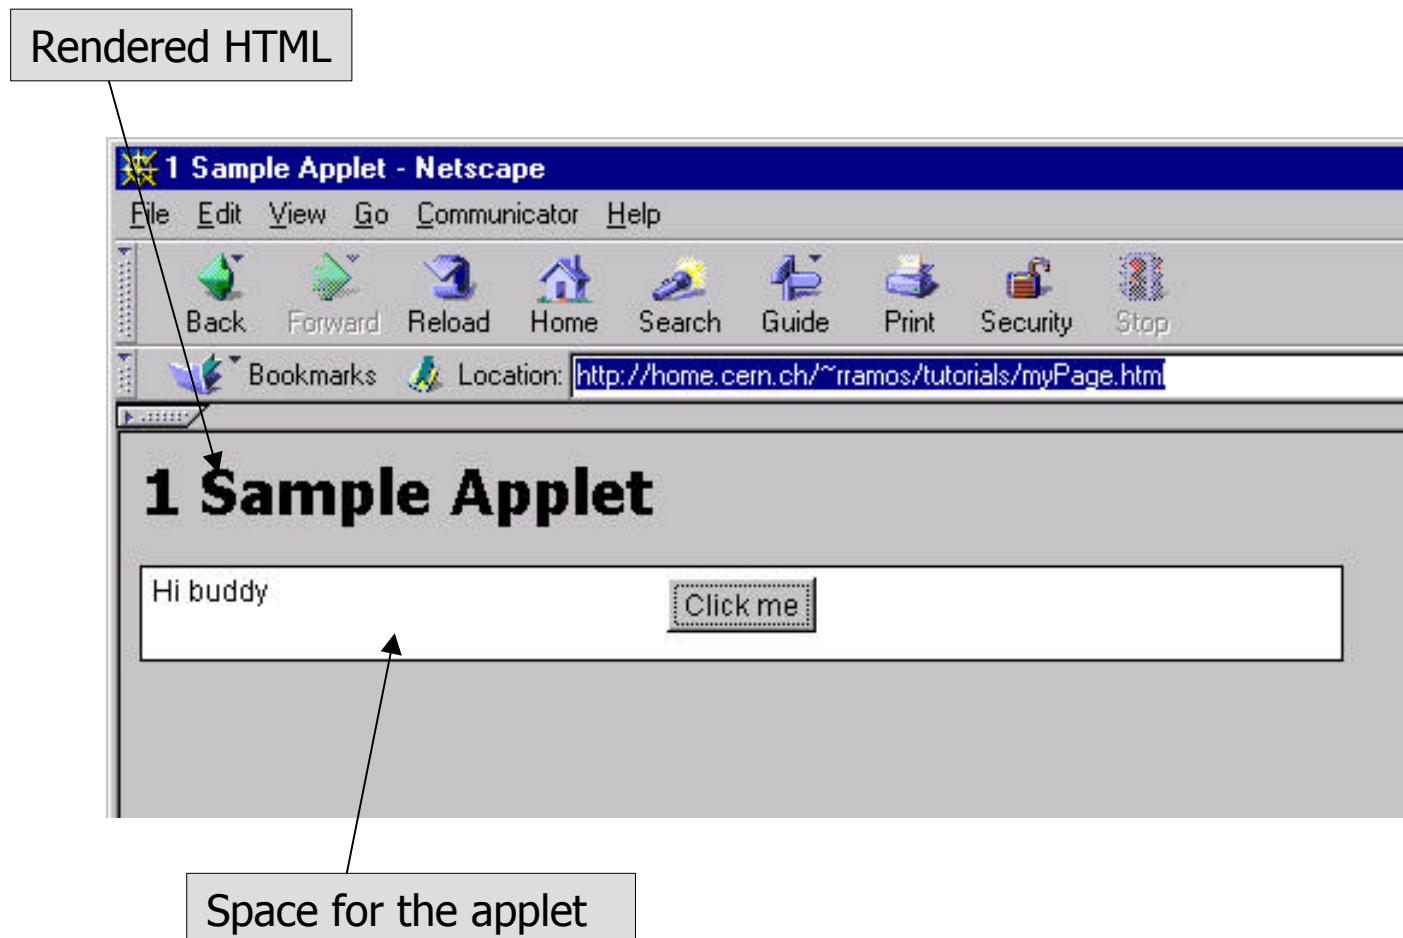 Rendered HTML
1 Sample Applet - Netscape
File Edit View Go Communicator Help
Back Forward Reload Home Search Guide Print Security Stop
Bookmarks Location: http://home.cern.ch/~rramos/tutorials/myPage.html
1 Sample Applet
Hi buddy Click me
Space for the applet